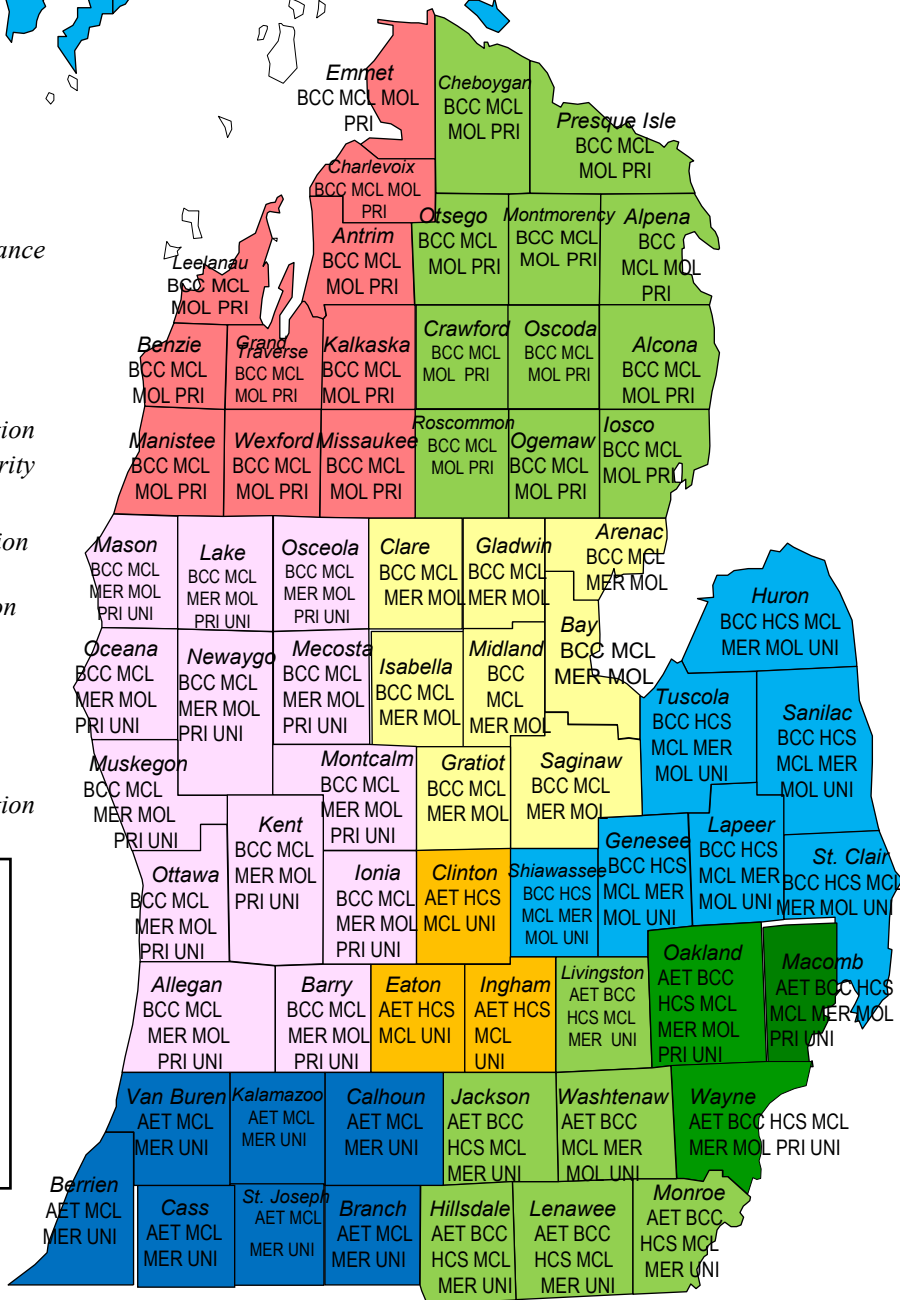 Emmet
BCC MCL MOL
PRI
Cheboygan
BCC MCL
MOL PRI
Presque Isle
BCC MCL
MOL PRI
Charlevoix
BCC MCL MOL
PRI
Otsego
BCC MCL
MOL PRI
Montmorency
BCC MCL
MOL PRI
Alpena
BCC
MCL MOL
PRI
Antrim
BCC MCL
MOL PRI
Leelanau
BCC MCL
MOL PRI
Benzie
BCC MCL
MOL PRI
Grand
Traverse
BCC MCL
MOL PRI
Kalkaska
BCC MCL
MOL PRI
Crawford
BCC MCL
MOL PRI
Oscoda
BCC MCL
MOL PRI
Alcona
BCC MCL
MOL PRI
Manistee
BCC MCL
MOL PRI
Wexford
BCC MCL
MOL PRI
Missaukee
BCC MCL
MOL PRI
Roscommon
BCC MCL
MOL PRI
Ogemaw
BCC MCL
MOL PRI
Iosco
BCC MCL
MOL PRI
Mason
BCC MCL
MER MOL
PRI UNI
Lake
BCC MCL
MER MOL
PRI UNI
Osceola
BCC MCL
MER MOL
PRI UNI
Clare
BCC MCL
MER MOL
Gladwin
BCC MCL
MER MOL
Arenac
BCC MCL
MER MOL
Huron
BCC HCS MCL
MER MOL UNI
Oceana
BCC MCL
MER MOL
PRI UNI
Newaygo
BCC MCL
MER MOL
PRI UNI
Mecosta
BCC MCL
MER MOL
PRI UNI
Isabella
BCC MCL
MER MOL
Midland
BCC
MCL
MER MOL
Bay
BCC MCL
MER MOL
Tuscola
BCC HCS
MCL MER
MOL UNI
Sanilac
BCC HCS
MCL MER
MOL UNI
Muskegon
BCC MCL
MER MOL
PRI UNI
Montcalm
BCC MCL
MER MOL
PRI UNI
Gratiot
BCC MCL
MER MOL
Saginaw
BCC MCL
MER MOL
Kent
BCC MCL
MER MOL
PRI UNI
Ottawa
BCC MCL
MER MOL
PRI UNI
Ionia
BCC MCL
MER MOL
PRI UNI
Clinton
AET HCS
MCL UNI
Shiawassee
BCC HCS
MCL MER
MOL UNI
Genesee
BCC HCS
MCL MER
MOL UNI
Lapeer
BCC HCS
MCL MER
MOL UNI
St. Clair
BCC HCS MCL
MER MOL UNI
Allegan
BCC MCL
MER MOL
PRI UNI
Barry
BCC MCL
MER MOL
PRI UNI
Eaton
AET HCS
MCL UNI
Ingham
AET HCS
MCL
UNI
Livingston
AET BCC
HCS MCL
MER UNI
Oakland
AET BCC
HCS MCL
MER MOL
PRI UNI
Macomb
AET BCC HCS
MCL MER MOL
PRI UNI
Van Buren
AET MCL
MER UNI
Kalamazoo
AET MCL
MER UNI
Calhoun
AET MCL
MER UNI
Jackson
AET BCC
HCS MCL
MER UNI
Washtenaw
AET BCC
MCL MER
MOL UNI
Wayne
AET BCC HCS MCL
MER MOL PRI UNI
Berrien
AET MCL
MER UNI
Cass
AET MCL
MER UNI
St. Joseph
AET MCL
MER UNI
Branch
AET MCL
MER UNI
Hillsdale
AET BCC
HCS MCL
MER UNI
Lenawee
AET BCC
HCS MCL
MER UNI
Monroe
AET BCC
HCS MCL
MER UNI